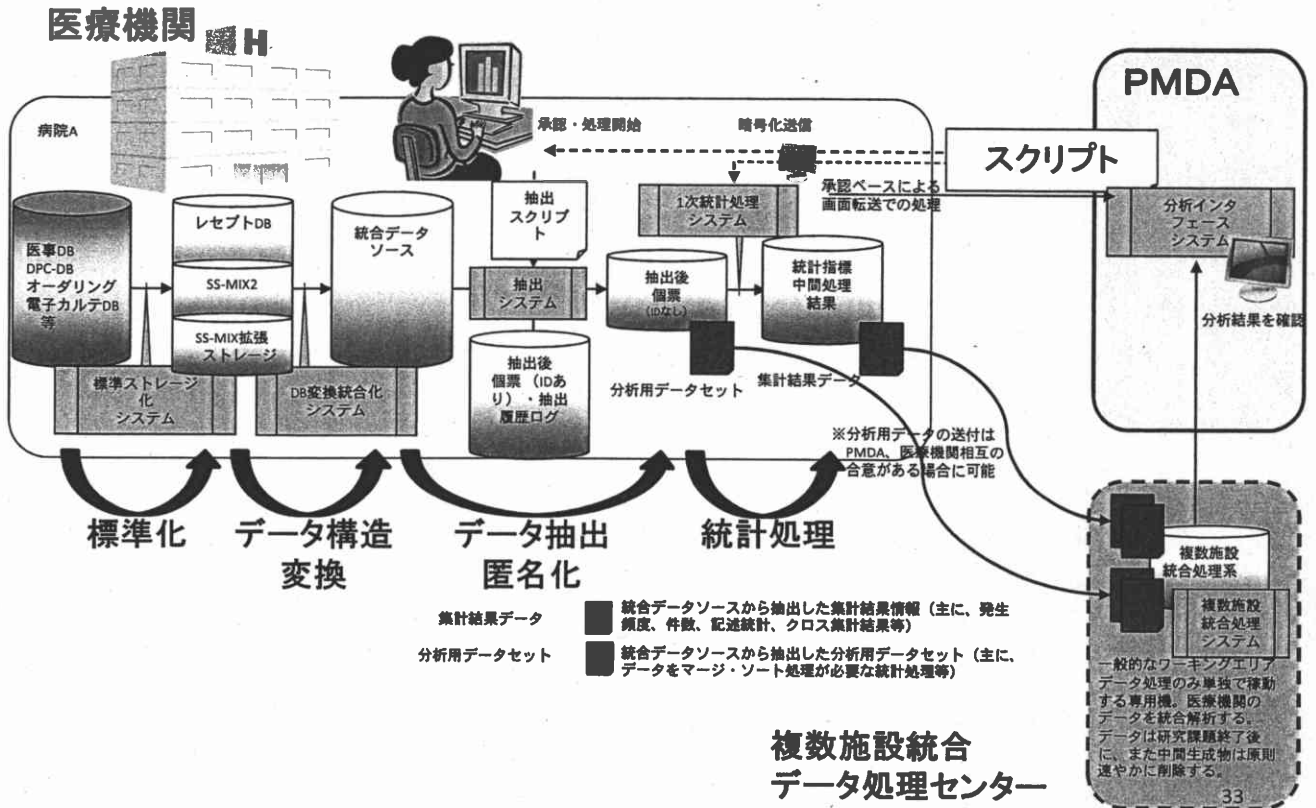 医療機関
H
病院A
承認・処理開始
暗号化送信
PMDA
スクリプト
承認ベースによる
画面転送での処理
分析インタ
フェース
システム
分析結果を確認
医事DB
DPC-DB
オーダリング
電子カルテDB
等
レセプトDB
SS-MIX2
SS-MIX拡張
ストレージ
統合データ
ソース
抽出
スクリプ
ト
抽出
システム
抽出後
個票（IDあ
り）・抽出
履歴ログ
1次統計処理
システム
抽出後
個票
(IDなし)
統計指標
中間処理
結果
標準ストレージ
化
システム
DB変換統合化
システム
分析用データセット
集計結果データ
※分析用データの送付は
PMDA、医療機関相互の
合意がある場合に可能
標準化
データ構造
変換
データ抽出
匿名化
統計処理
集計結果データ
統合データソースから抽出した集計結果情報（主に、発生
頻度、件数、記述統計、クロス集計結果等）
分析用データセット
統合データソースから抽出した分析用データセット（主に、
データをマージ・ソート処理が必要な統計処理等）
複数施設
統合処理系
複数施設
統合処理
システム
一般的なワーキングエリア
データ処理のみ単独で稼動
する専用機。医療機関の
データを統合解析する。
データは研究課題終了後
に、また中間生成物は原則
速やかに削除する。
複数施設統合
データ処理センター
33